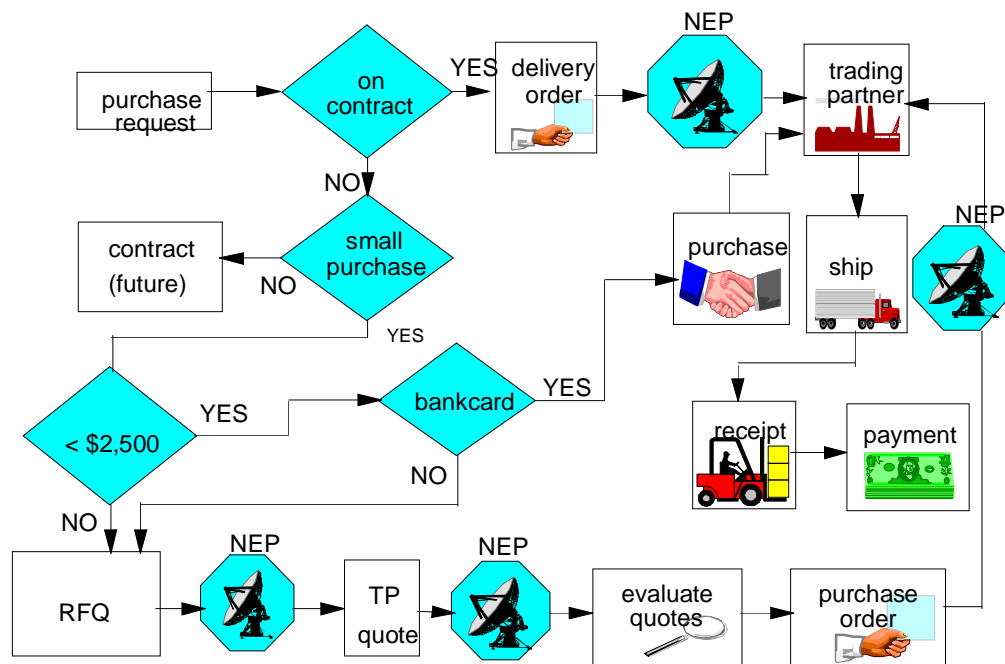 NEP
purchase
request
on
contract
YES
delivery
order
trading
partner
NO
contract
(future)
NO
small
purchase
YES
purchase
ship
NEP
< $2,500
YES
bankcard
YES
NO
receipt
payment
NO
RFQ
NEP
TP
quote
NEP
evaluate
quotes
purchase
order